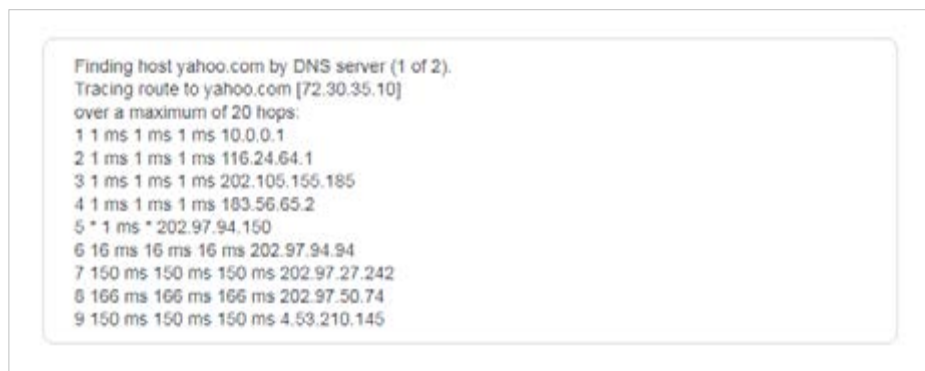 Finding host yahoo.com by DNS server (1 of 2).
Tracing route to yahoo.com [72.30.35.10]
over a maximum of 20 hops:
1 1 ms 1 ms 1 ms 10.0.0.1
2 1 ms 1 ms 1 ms 116.24.64.1
3 1 ms 1 ms 1 ms 202.105.155.185
4 1 ms 1 ms 1 ms 183.56.65.2
5 * 1 ms * 202.97.94.150
6 16 ms 16 ms 16 ms 202.97.94.94
7 150 ms 150 ms 150 ms 202.97.27.242
8 166 ms 166 ms 166 ms 202.97.50.74
9 150 ms 150 ms 150 ms 4.53.210.145